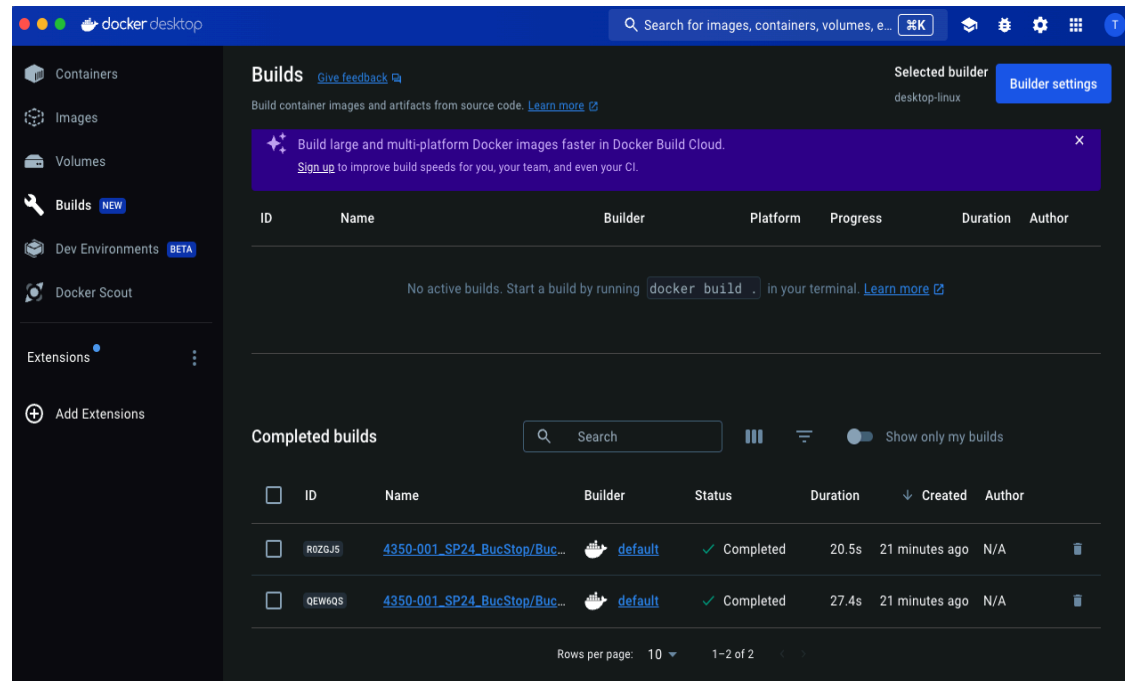 docker desktop
Search for images, containers, volumes, e... ⌘K
T
Containers
Images
Volumes
Builds NEW
Dev Environments BETA
Docker Scout
Extensions
Add Extensions
Builds Give feedback
Build container images and artifacts from source code. Learn more
Selected builder
desktop-linux
Builder settings
Build large and multi-platform Docker images faster in Docker Build Cloud.
Sign up to improve build speeds for you, your team, and even your CI.
ID Name Builder Platform Progress Duration Author
No active builds. Start a build by running docker build . in your terminal. Learn more
Completed builds Search Show only my builds
ID Name Builder Status Duration Created Author
R0ZGJ5 4350-001_SP24_BucStop/Buc... default Completed 20.5s 21 minutes ago N/A
QEW6QS 4350-001_SP24_BucStop/Buc... default Completed 27.4s 21 minutes ago N/A
Rows per page: 10 1–2 of 2